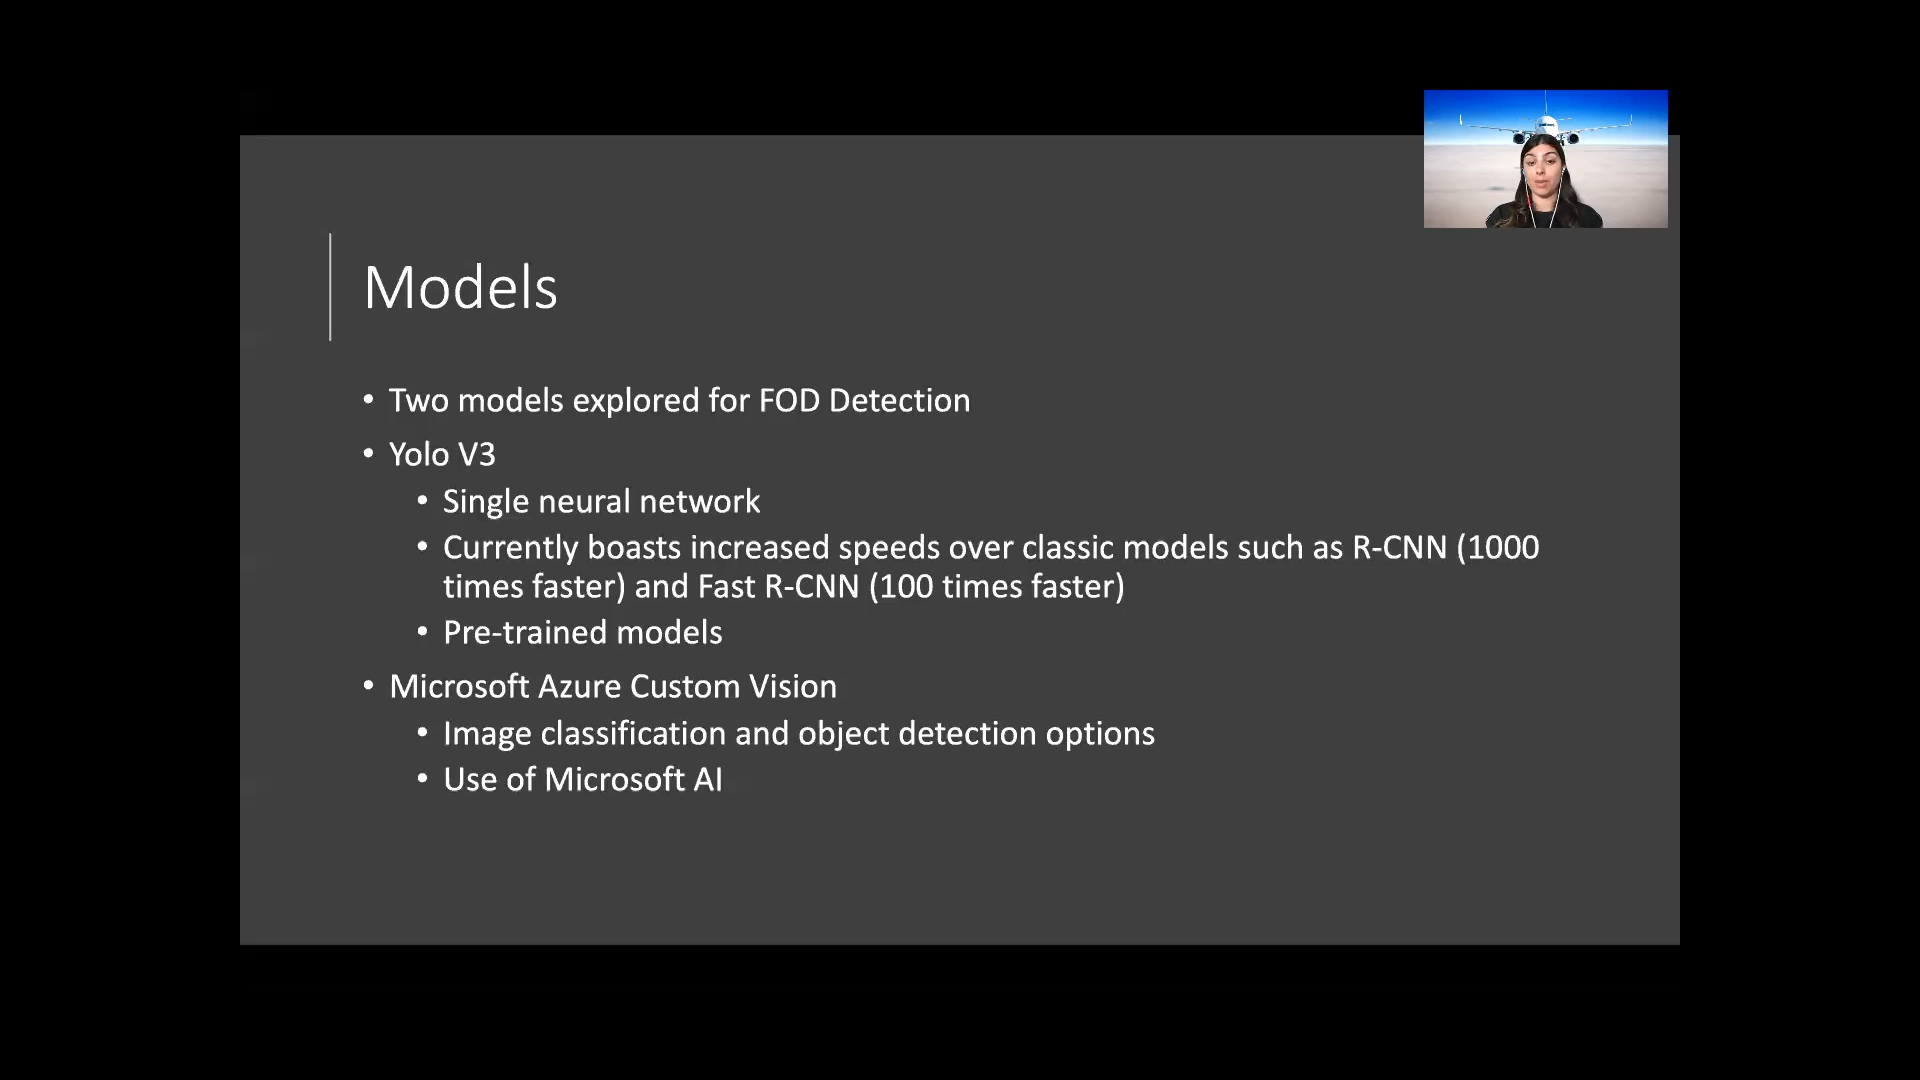 Models
• Two models explored for FOD Detection
• Yolo V3
• Single neural network
• Currently boasts increased speeds over classic models such as R-CNN (1000
times faster) and Fast R-CNN (100 times faster)
• Pre-trained models
• Microsoft Azure Custom Vision
• Image classification and object detection options
• Use of Microsoft AI